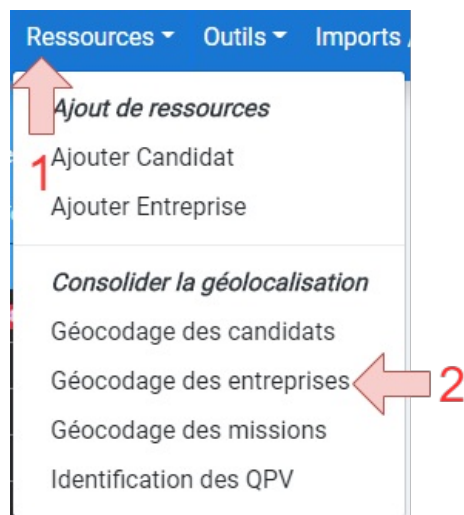 Ressources Outils Imports
Ajout de ressources
1
Ajouter Candidat
Ajouter Entreprise
Consolider la géolocalisation
Géocodage des candidats
Géocodage des entreprises 2
Géocodage des missions
Identification des QPV